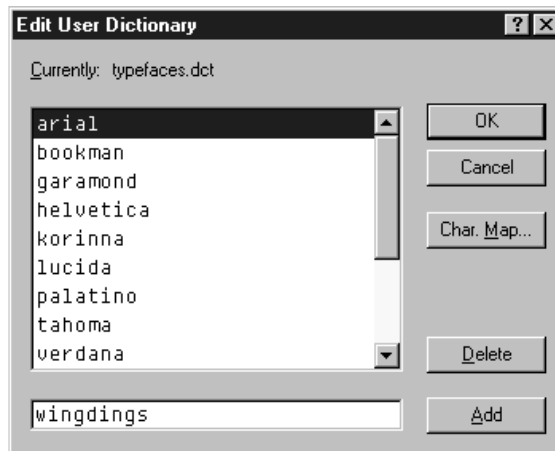 Edit User Dictionary
Currently: typefaces.dct
arial
bookman
garamond
helvetica
korinna
lucida
palatino
tahoma
verdana
wingdings
OK
Cancel
Char. Map...
Delete
Add